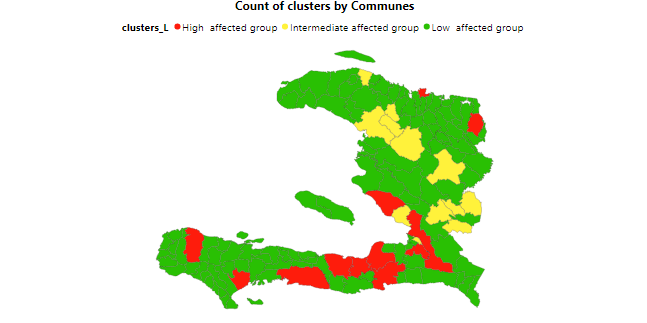 Count of clusters by Communes
clusters_L High affected group Intermediate affected group Low affected group